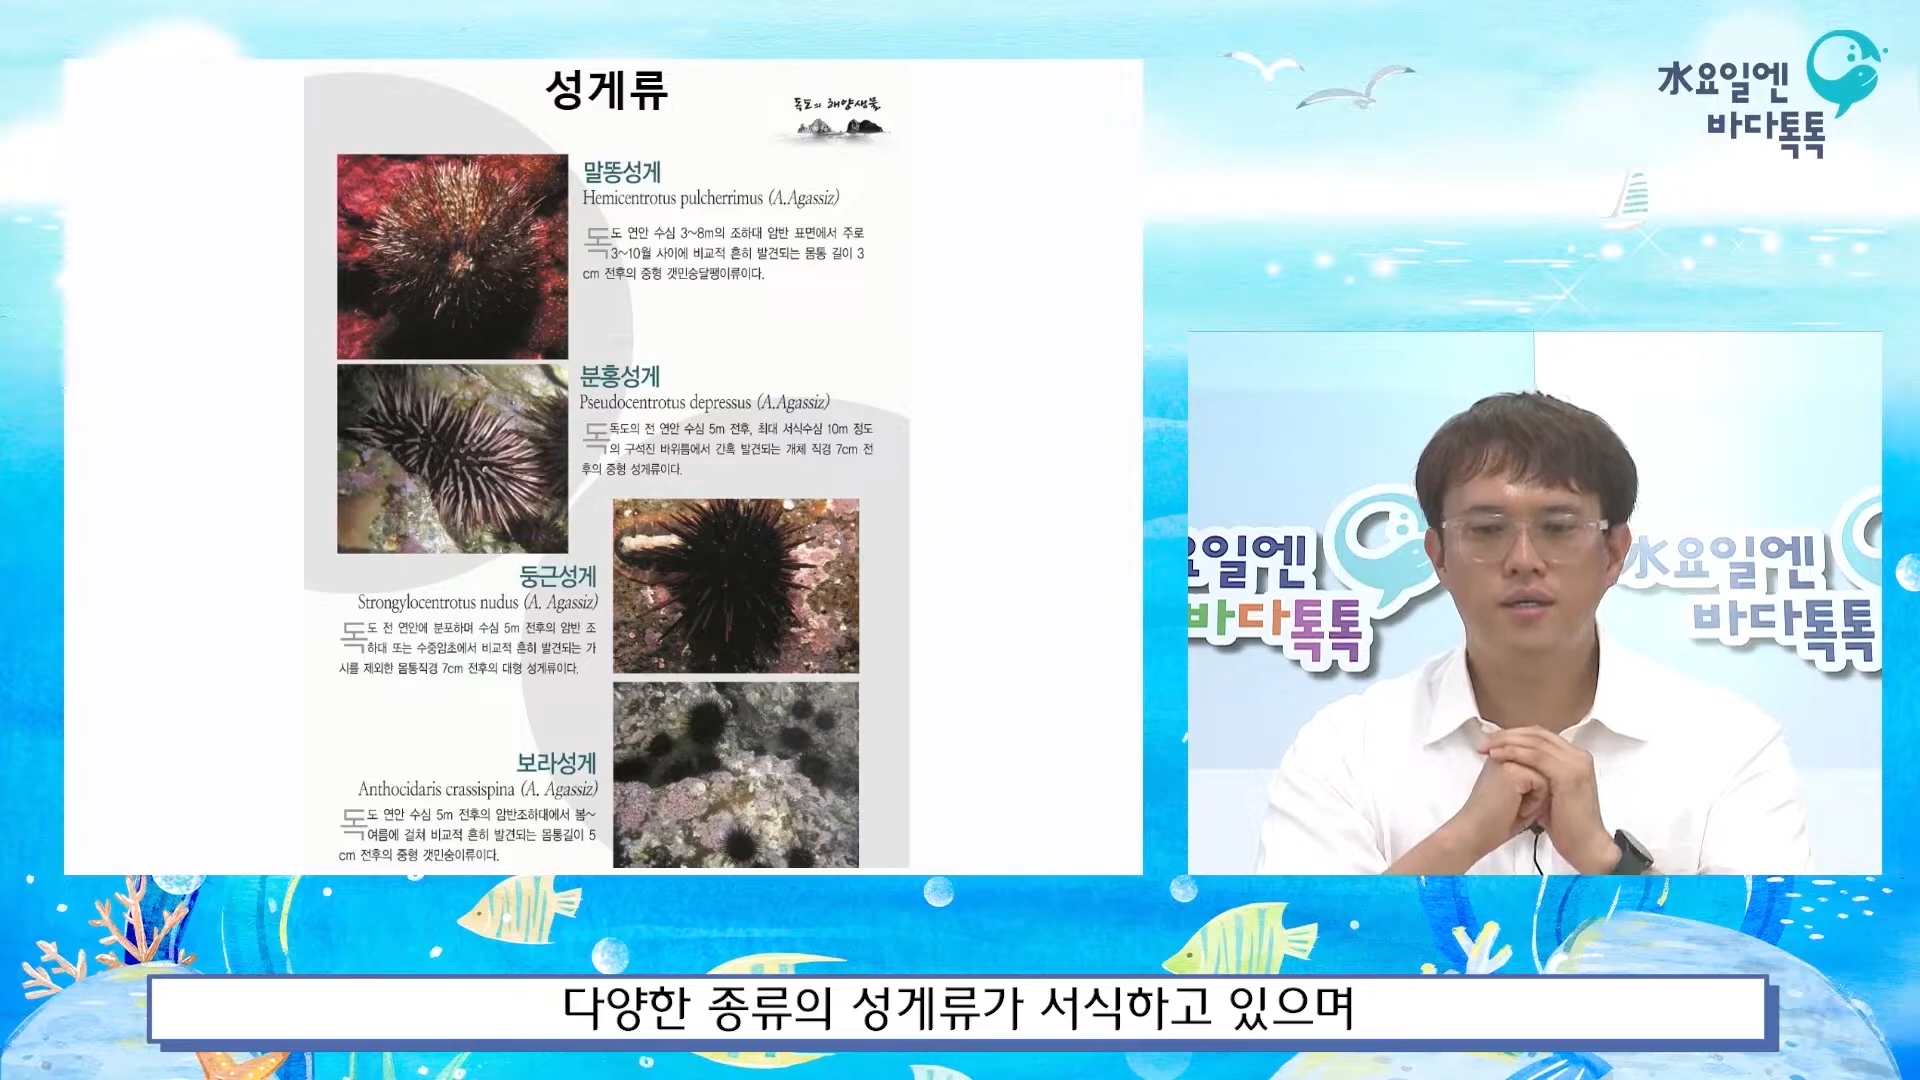 성게류
독도의 해양생물
말똥성게
Hemicentrotus pulcherrimus (A.Agassiz)
독도 연안 수심 3~8m의 조하대 암반 표면에서 주로
3~10월 사이에 비교적 흔히 발견되는 몸통 길이 3
cm 전후의 중형 갯민숭달팽이류이다.
분홍성게
Pseudocentrotus depressus (A.Agassiz)
독독도의 전 연안 수심 5m 전후, 최대 서식수심 10m 정도
의 구석진 바위틈에서 간혹 발견되는 개체 직경 7cm 전
후의 중형 성게류이다.
둥근성게
Strongylocentrotus nudus (A. Agassiz)
독도 전 연안에 분포하며 수심 5m 전후의 암반 조
하대 또는 수중암초에서 비교적 흔히 발견되는 가
시를 제외한 몸통직경 7cm 전후의 대형 성게류이다.
보라성게
Anthocidaris crassispina (A. Agassiz)
독도 연안 수심 5m 전후의 암반조하대에서 봄~
여름에 걸쳐 비교적 흔히 발견되는 몸통길이 5
cm 전후의 중형 갯민숭이류이다.
水요일엔
바다톡톡
요일엔
바다톡톡
水요일엔
바다톡톡
다양한 종류의 성게류가 서식하고 있으며